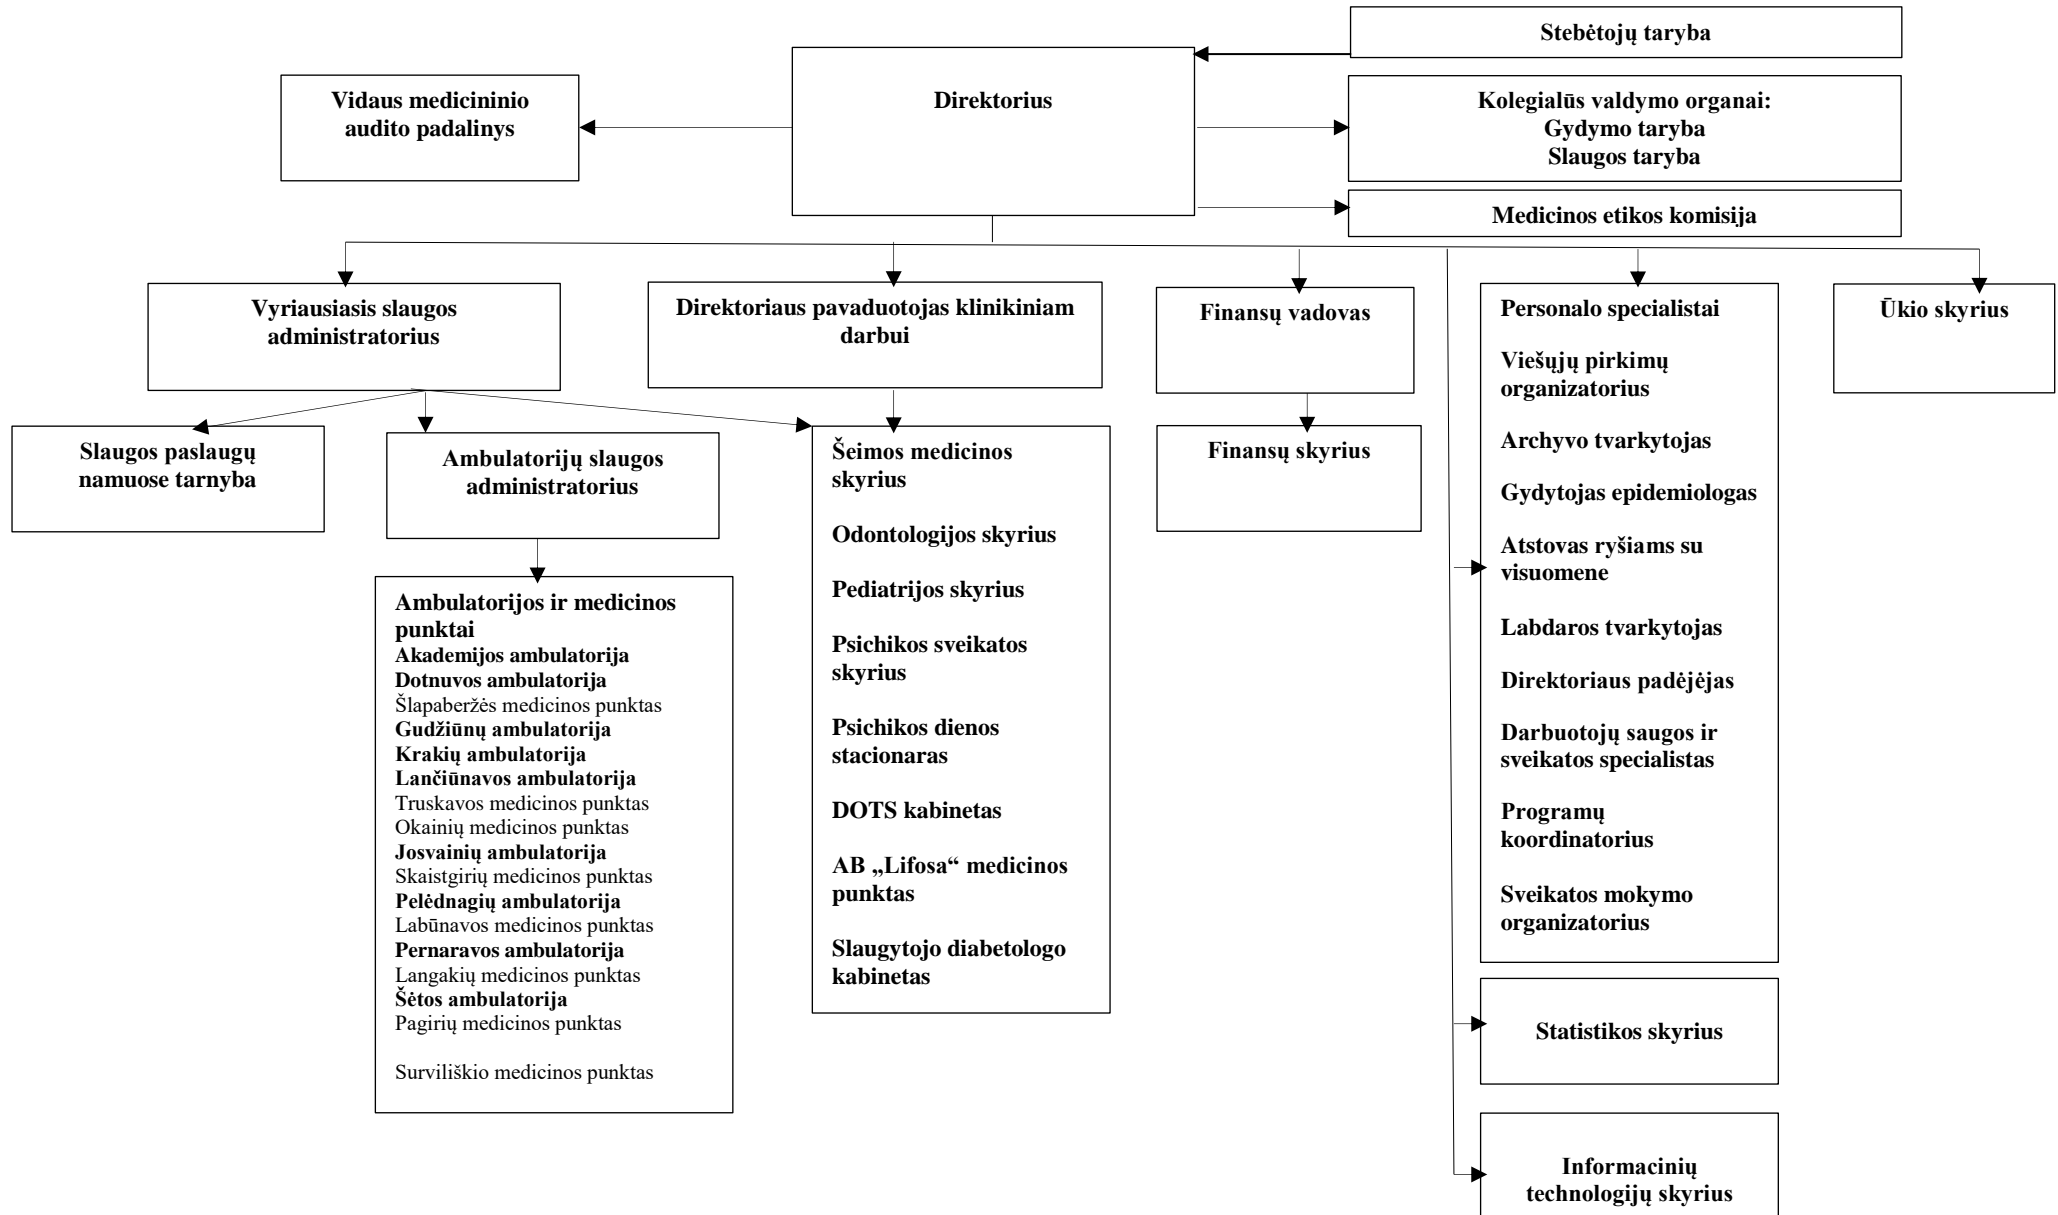 Stebėtojų taryba
Vidaus medicininio
audito padalinys
Direktorius
Kolegialūs valdymo organai:
Gydymo taryba
Slaugos taryba
Medicinos etikos komisija
Vyriausiasis slaugos
administratorius
Direktoriaus pavaduotojas klinikiniam
darbui
Finansų vadovas
Personalo specialistai
Viešųjų pirkimų
organizatorius
Archyvo tvarkytojas
Gydytojas epidemiologas
Atstovas ryšiams su
visuomene
Labdaros tvarkytojas
Direktoriaus padėjėjas
Darbuotojų saugos ir
sveikatos specialistas
Programų
koordinatorius
Sveikatos mokymo
organizatorius
Ūkio skyrius
Slaugos paslaugų
namuose tarnyba
Ambulatorijų slaugos
administratorius
Šeimos medicinos
skyrius
Odontologijos skyrius
Pediatrijos skyrius
Psichikos sveikatos
skyrius
Psichikos dienos
stacionaras
DOTS kabinetas
AB „Lifosa“ medicinos
punktas
Slaugytojo diabetologo
kabinetas
Finansų skyrius
Ambulatorijos ir medicinos
punktai
Akademijos ambulatorija
Dotnuvos ambulatorija
Šlapaberžės medicinos punktas
Gudžiūnų ambulatorija
Krakių ambulatorija
Lančiūnavos ambulatorija
Truskavos medicinos punktas
Okainių medicinos punktas
Josvainių ambulatorija
Skaistgirių medicinos punktas
Pelėdnagių ambulatorija
Labūnavos medicinos punktas
Pernaravos ambulatorija
Langakių medicinos punktas
Šėtos ambulatorija
Pagirių medicinos punktas
Surviliškio medicinos punktas
Statistikos skyrius
Informacinių
technologijų skyrius